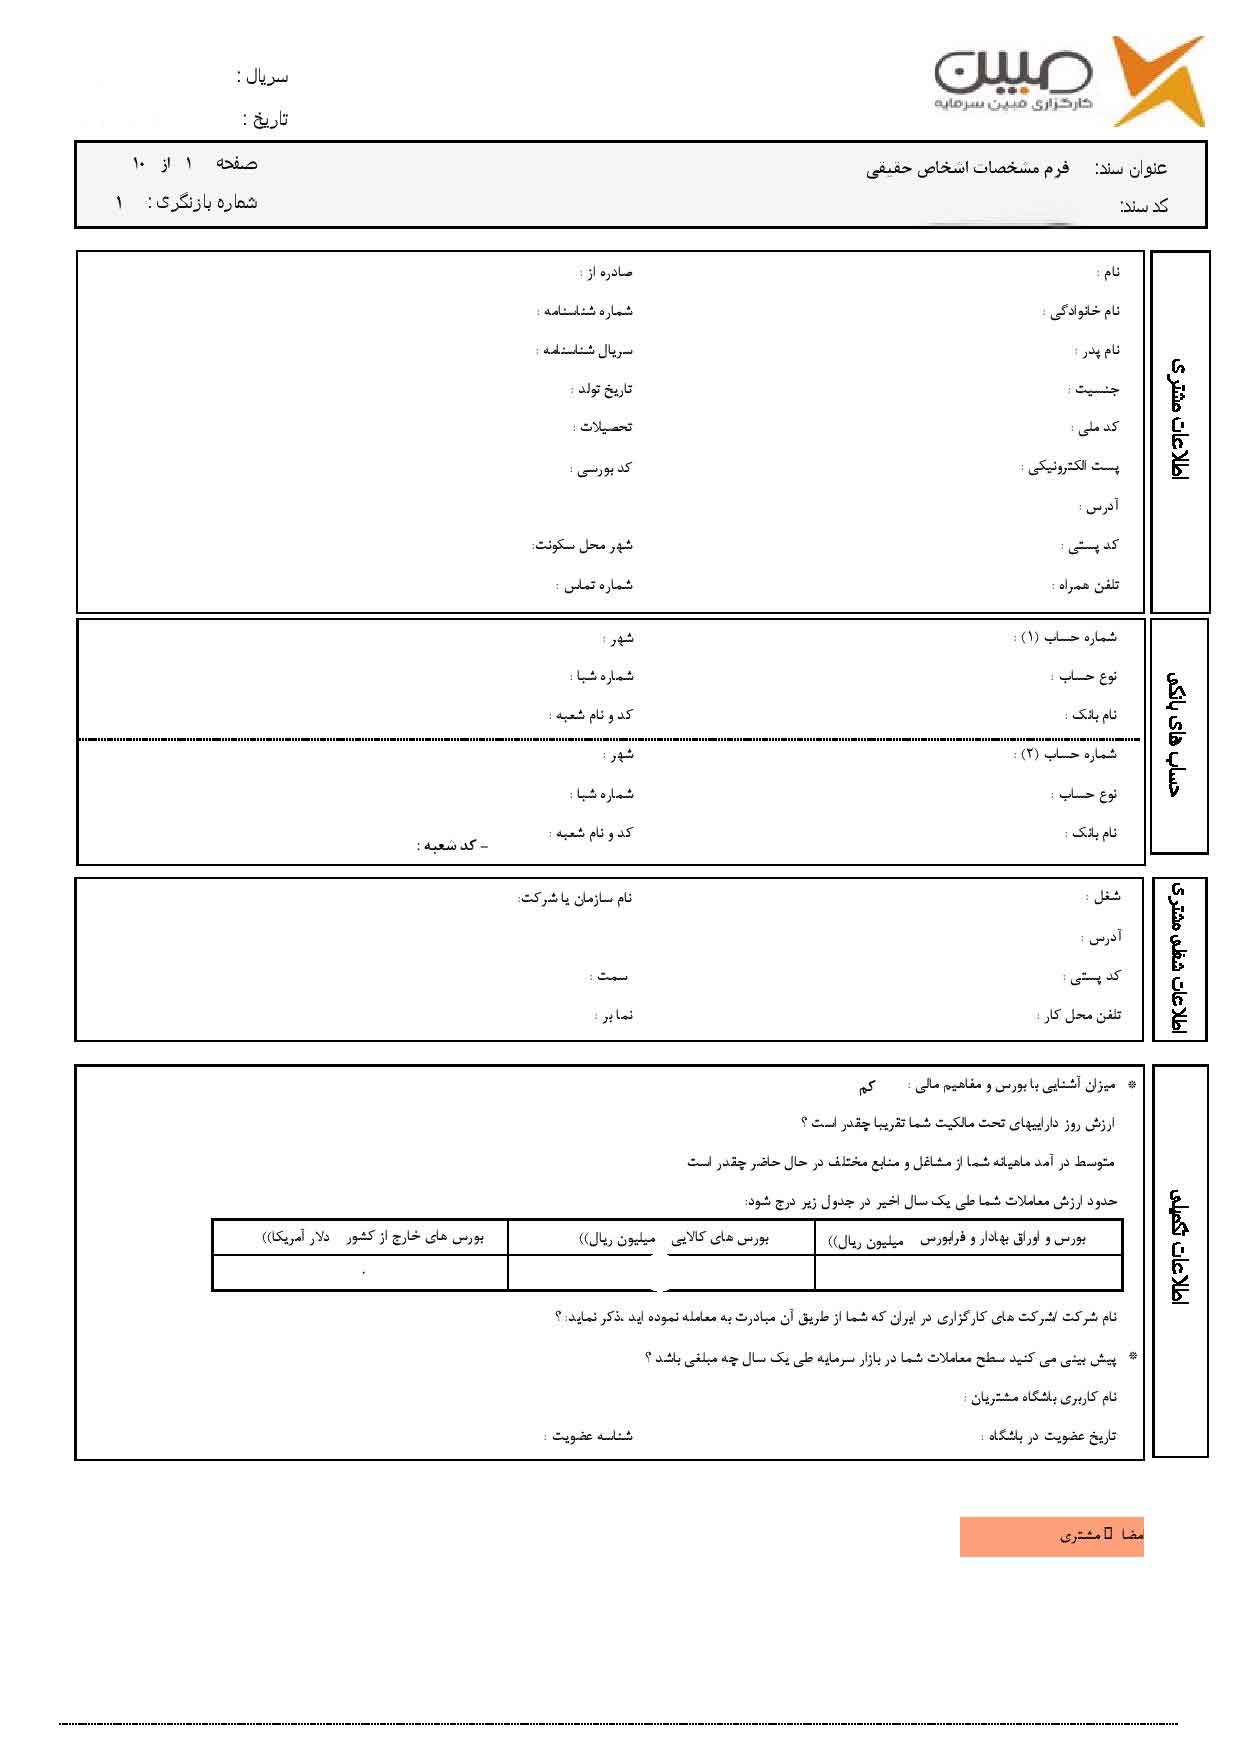 مبین
کارگزاری مبین سرمایه
سریال :
تاریخ :
عنوان سند: فرم مشخصات اشخاص حقیقی
صفحه ۱ از ۱۰
کد سند:
شماره بازنگری : ۱
اطلاعات مشتری
نام : صادره از :
نام خانوادگی : شماره شناسنامه :
نام پدر : سریال شناسنامه :
جنسیت : تاریخ تولد :
کد ملی : تحصیلات :
پست الکترونیکی : کد بورسی :
آدرس :
کد پستی : شهر محل سکونت:
تلفن همراه : شماره تماس :
حساب های بانکی
شماره حساب (۱) : شهر :
نوع حساب : شماره شبا :
نام بانک : کد و نام شعبه :
شماره حساب (۲) : شهر :
نوع حساب : شماره شبا :
نام بانک : کد و نام شعبه :
- کد شعبه :
اطلاعات شغلی مشتری
شغل : نام سازمان یا شرکت:
آدرس :
کد پستی : سمت :
تلفن محل کار : نما بر :
اطلاعات تکمیلی
* میزان آشنایی با بورس و مفاهیم مالی : کم
ارزش روز داراییهای تحت مالکیت شما تقریبا چقدر است ؟
متوسط در آمد ماهیانه شما از مشاغل و منابع مختلف در حال حاضر چقدر است
حدود ارزش معاملات شما طی یک سال اخیر در جدول زیر درج شود:
بورس و اوراق بهادار و فرابورس میلیون ریال)) بورس های کالایی میلیون ریال)) بورس های خارج از کشور دلار آمریکا))
۰
نام شرکت /شرکت های کارگزاری در ایران که شما از طریق آن مبادرت به معامله نموده اید ،ذکر نماید: ؟
* پیش بینی می کنید سطح معاملات شما در بازار سرمایه طی یک سال چه مبلغی باشد ؟
نام کاربری باشگاه مشتریان :
تاریخ عضویت در باشگاه : شناسه عضویت :
مضا مشتری